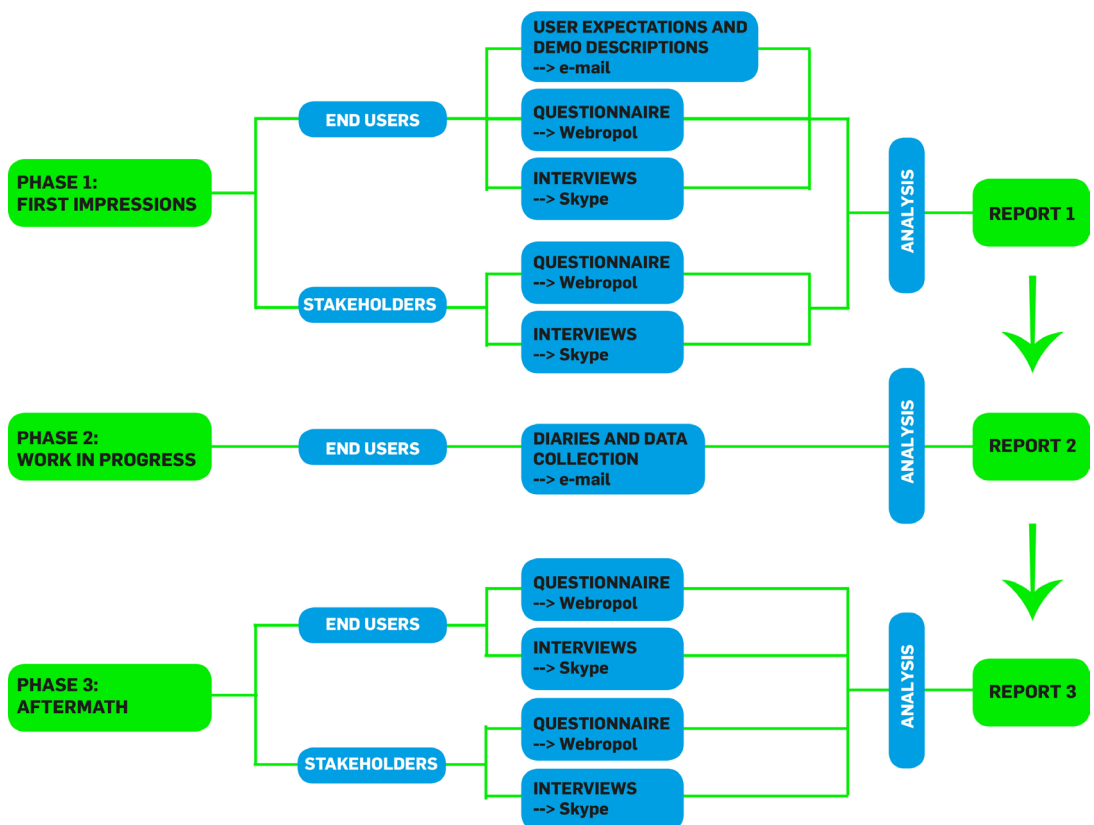 PHASE 1:
FIRST IMPRESSIONS
END USERS
USER EXPECTATIONS AND
DEMO DESCRIPTIONS
--> e-mail
QUESTIONNAIRE
--> Webropol
INTERVIEWS
--> Skype
STAKEHOLDERS
QUESTIONNAIRE
--> Webropol
INTERVIEWS
--> Skype
ANALYSIS
REPORT 1
PHASE 2:
WORK IN PROGRESS
END USERS
DIARIES AND DATA
COLLECTION
--> e-mail
ANALYSIS
REPORT 2
PHASE 3:
AFTERMATH
END USERS
QUESTIONNAIRE
--> Webropol
INTERVIEWS
--> Skype
STAKEHOLDERS
QUESTIONNAIRE
--> Webropol
INTERVIEWS
--> Skype
ANALYSIS
REPORT 3